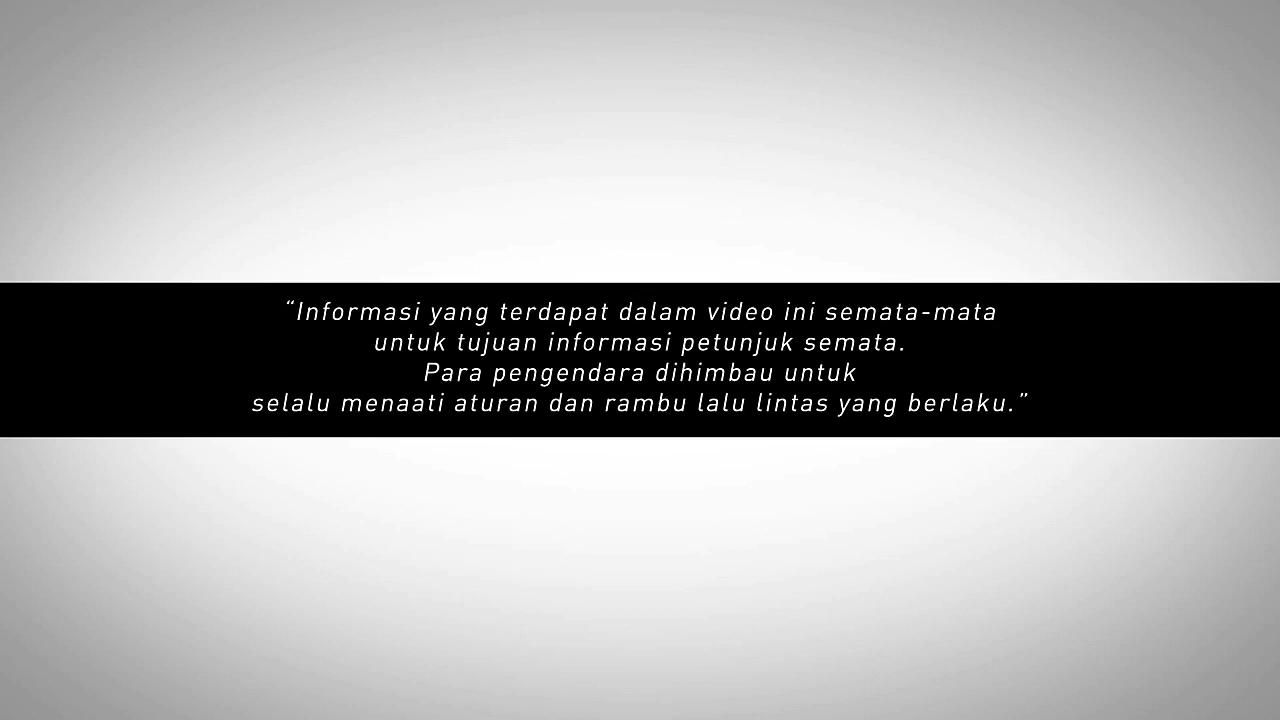 “Informasi yang terdapat dalam video ini semata-mata
untuk tujuan informasi petunjuk semata.
Para pengendara dihimbau untuk
selalu menaati aturan dan rambu lalu lintas yang berlaku.”